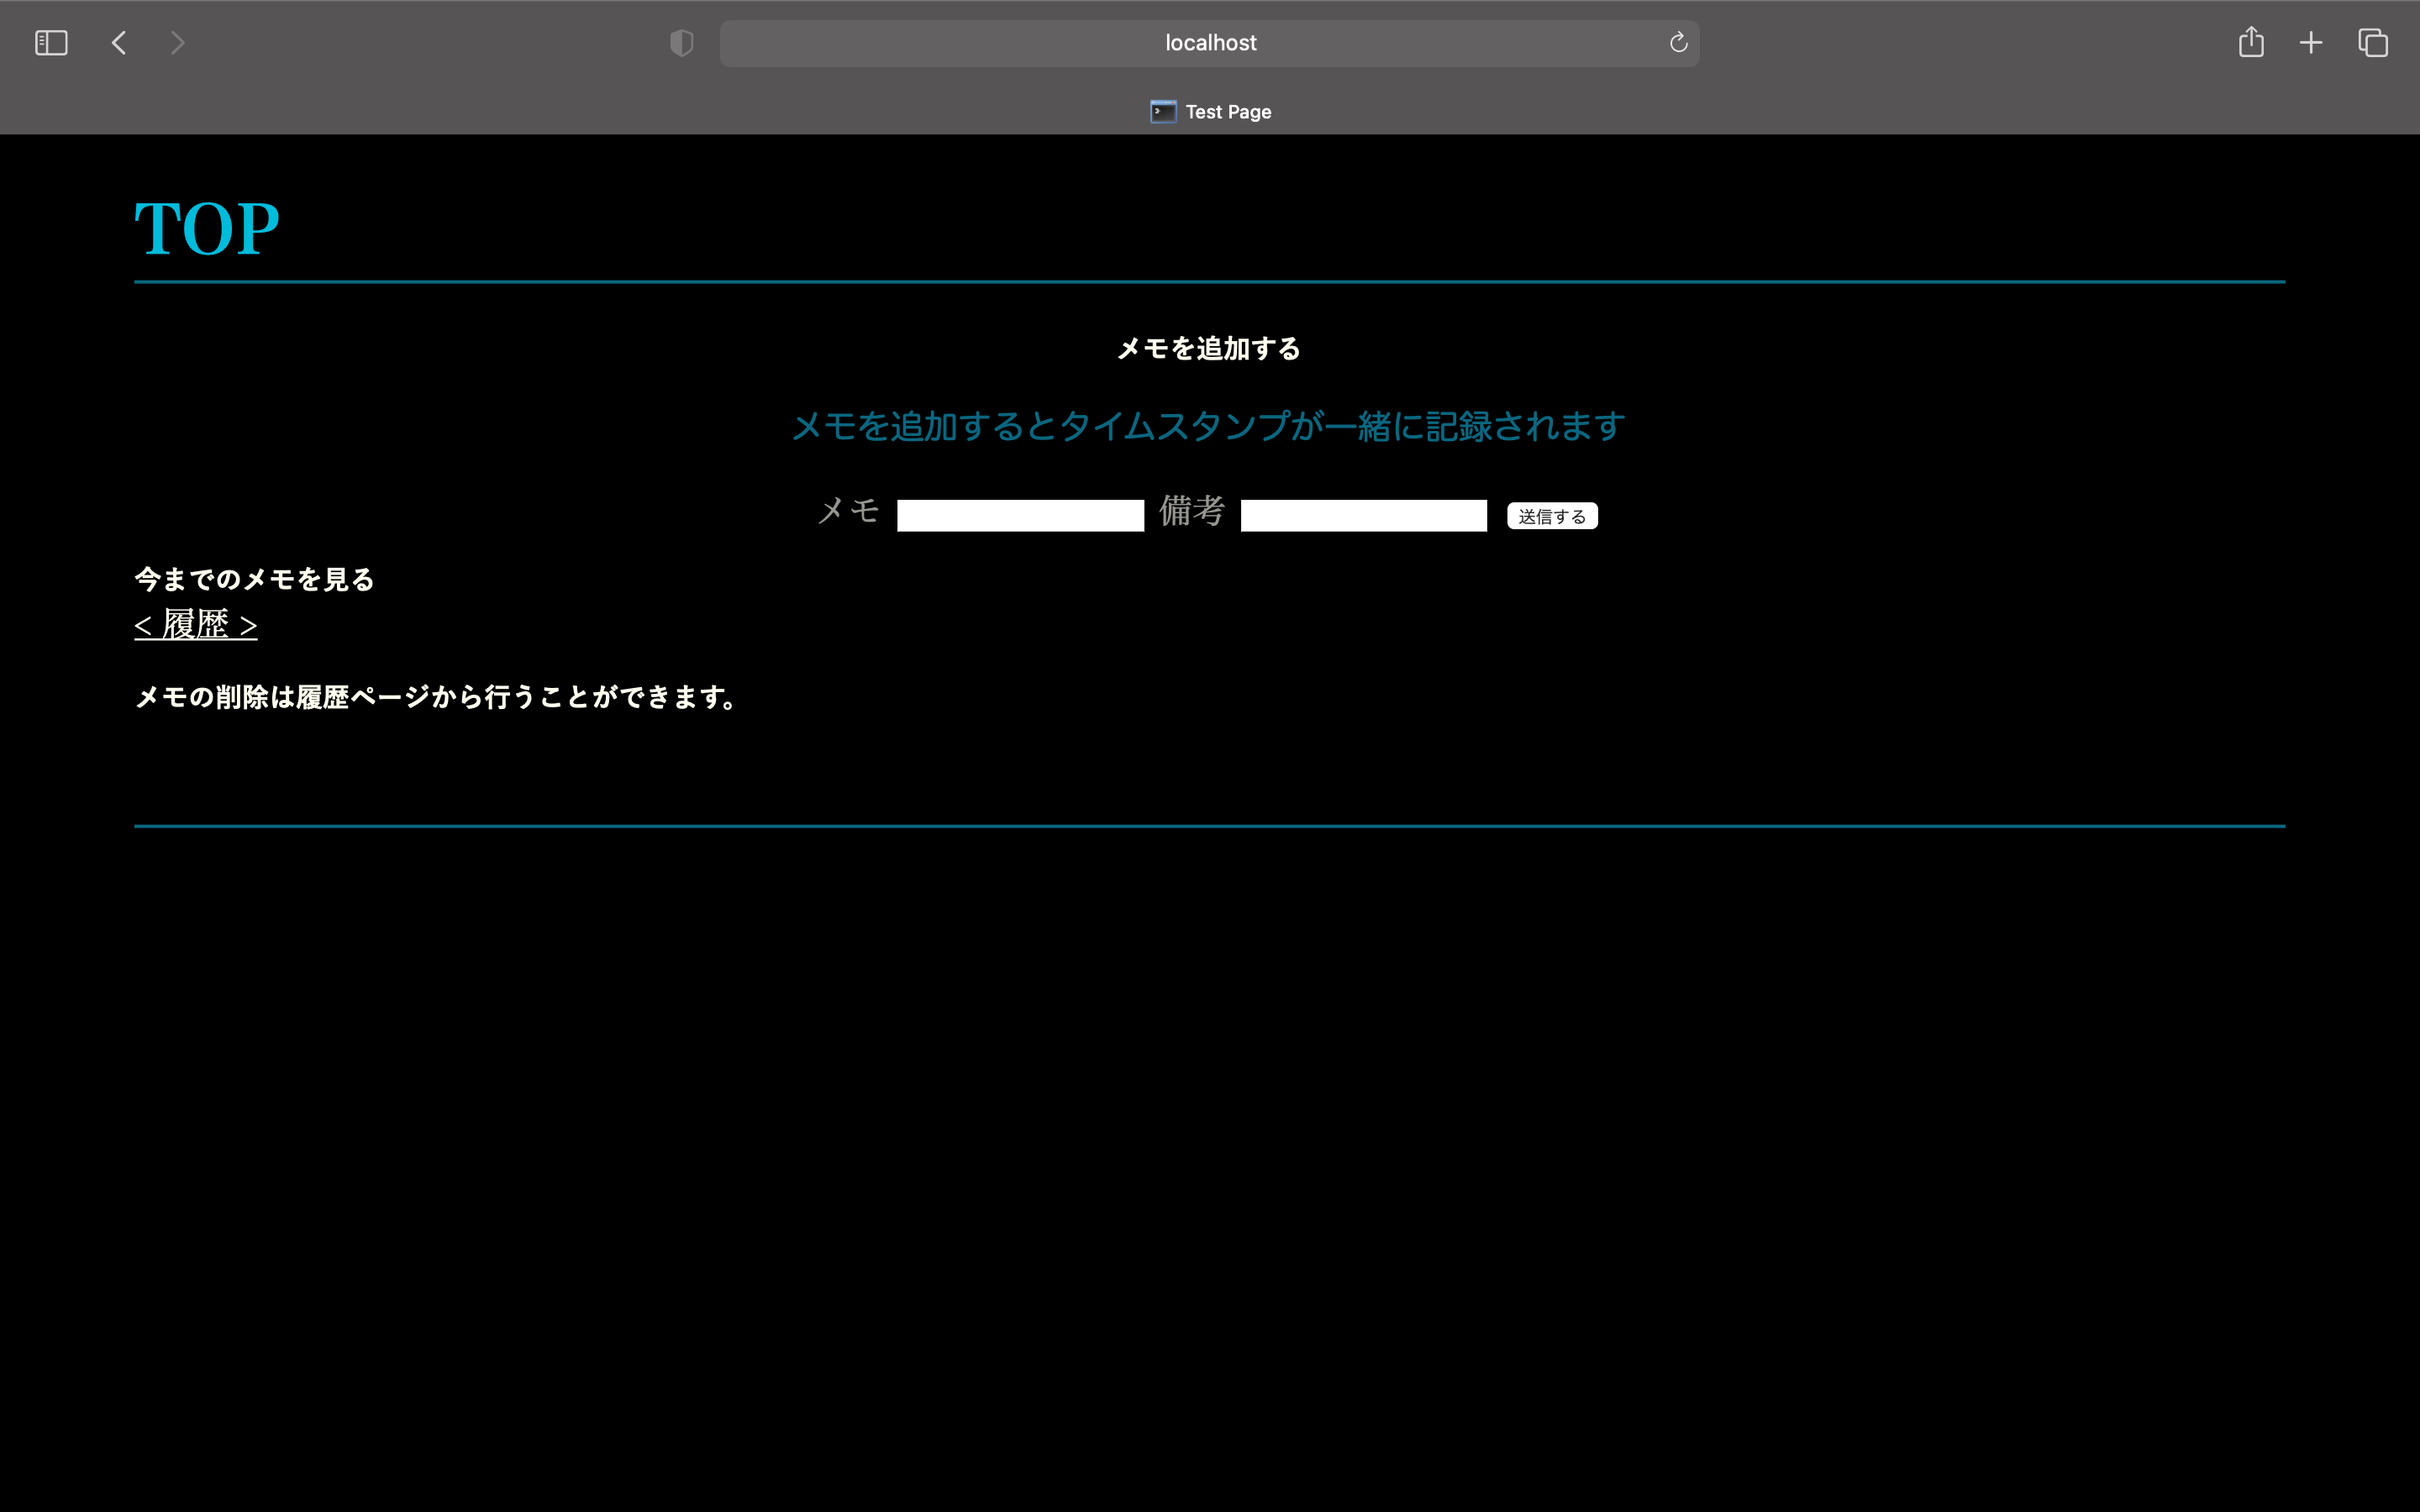 localhost
Test Page
TOP
メモを追加する
メモを追加するとタイムスタンプが一緒に記録されます
メモ 備考 送信する
今までのメモを見る
< 履歴 >
メモの削除は履歴ページから行うことができます。